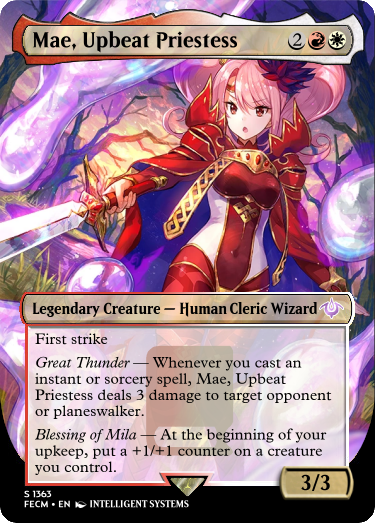 Mae, Upbeat Priestess 2
Legendary Creature — Human Cleric Wizard
First strike
Great Thunder — Whenever you cast an
instant or sorcery spell, Mae, Upbeat
Priestess deals 3 damage to target opponent
or planeswalker.
Blessing of Mila — At the beginning of your
upkeep, put a +1/+1 counter on a creature
you control.
3/3
S 1363
FECM • EN INTELLIGENT SYSTEMS